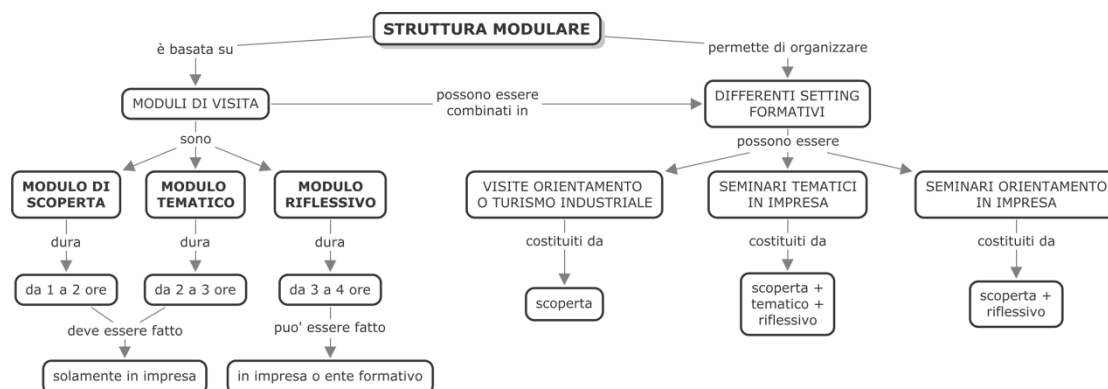 STRUTTURA MODULARE
è basata su
permette di organizzare
MODULI DI VISITA
possono essere
combinati in
DIFFERENTI SETTING
FORMATIVI
sono
possono essere
MODULO DI
SCOPERTA
MODULO
TEMATICO
MODULO
RIFLESSIVO
VISITE ORIENTAMENTO
O TURISMO INDUSTRIALE
SEMINARI TEMATICI
IN IMPRESA
SEMINARI ORIENTAMENTO
IN IMPRESA
dura
dura
dura
costituiti da
costituiti da
costituiti da
da 1 a 2 ore
da 2 a 3 ore
da 3 a 4 ore
scoperta
scoperta +
tematico +
riflessivo
scoperta +
riflessivo
deve essere fatto
puo' essere fatto
solamente in impresa
in impresa o ente formativo